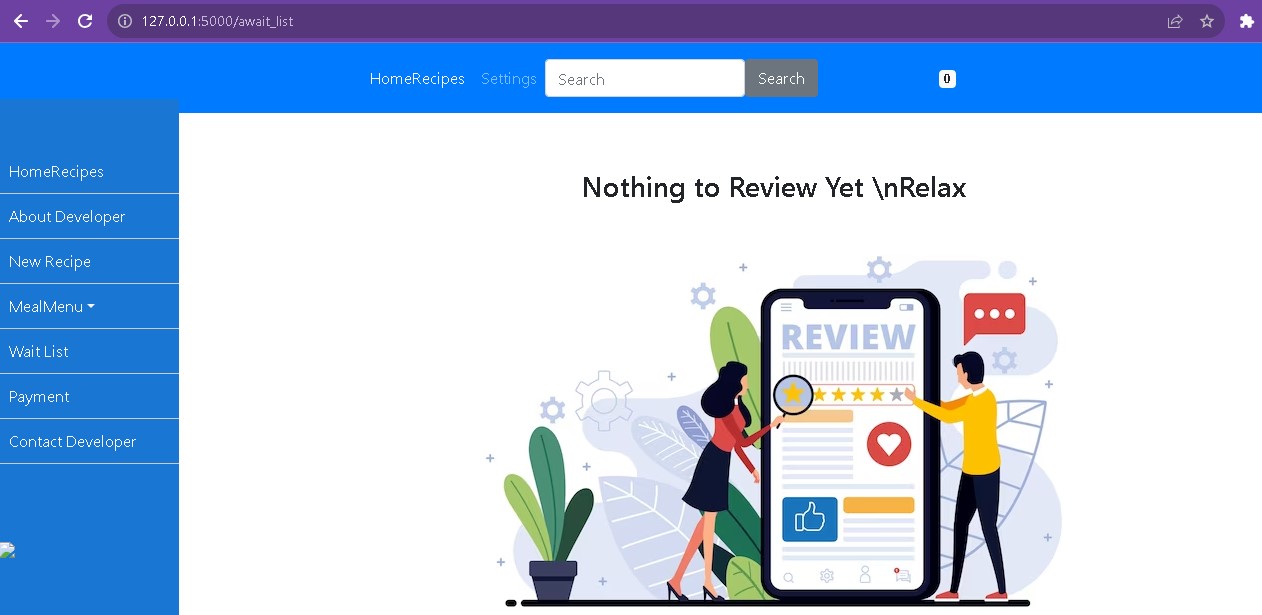 127.0.0.1:5000/await_list
HomeRecipes Settings Search Search 0
HomeRecipes
About Developer
New Recipe
MealMenu
Wait List
Payment
Contact Developer
Nothing to Review Yet \nRelax
REVIEW